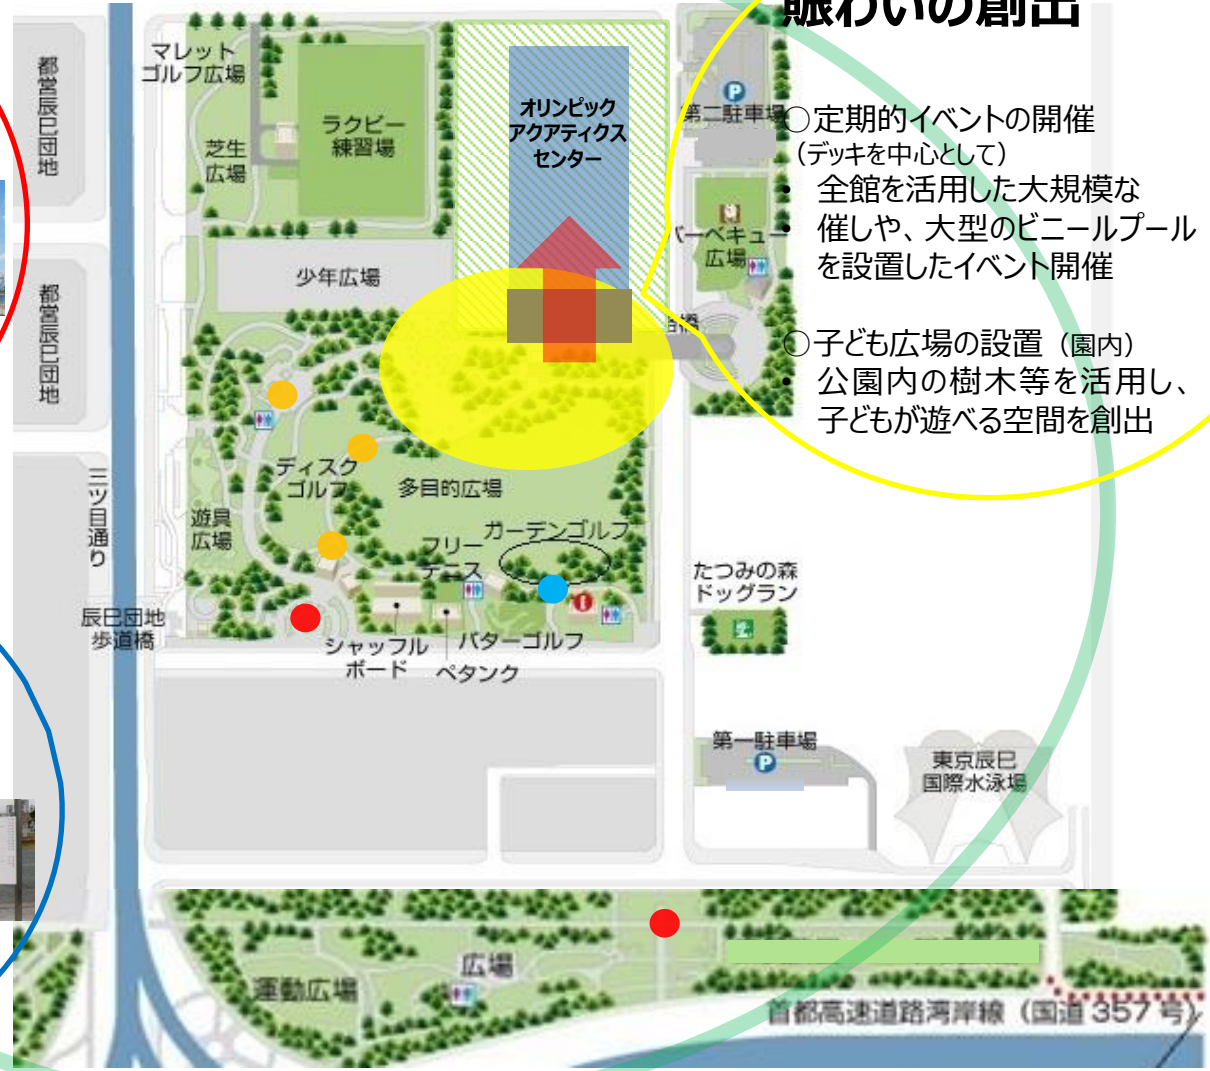 賑わいの創出
○定期的イベントの開催
（デッキを中心として）
• 全館を活用した大規模な
• 催しや、大型のビニールプール
を設置したイベント開催
○子ども広場の設置（園内）
• 公園内の樹木等を活用し、
子どもが遊べる空間を創出
都営辰巳団地
都営辰巳団地
三ツ目通り
マレット
ゴルフ広場
芝生
広場
ラクビー
練習場
オリンピック
アクアティクス
センター
第二駐車場
バーベキュー
広場
少年広場
橋
ディスク
ゴルフ
多目的広場
遊具
広場
ガーデンゴルフ
フリー
テニス
辰巳団地
歩道橋
シャッフル
ボード
パターゴルフ
ペタンク
たつみの森
ドッグラン
第一駐車場
P
P
東京辰巳
国際水泳場
運動広場
広場
首都高速道路湾岸線（国道357号）